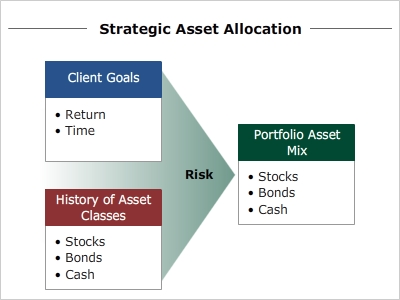 Strategic Asset Allocation
Client Goals
• Return
• Time
History of Asset
Classes
• Stocks
• Bonds
• Cash
Risk
Portfolio Asset
Mix
• Stocks
• Bonds
• Cash